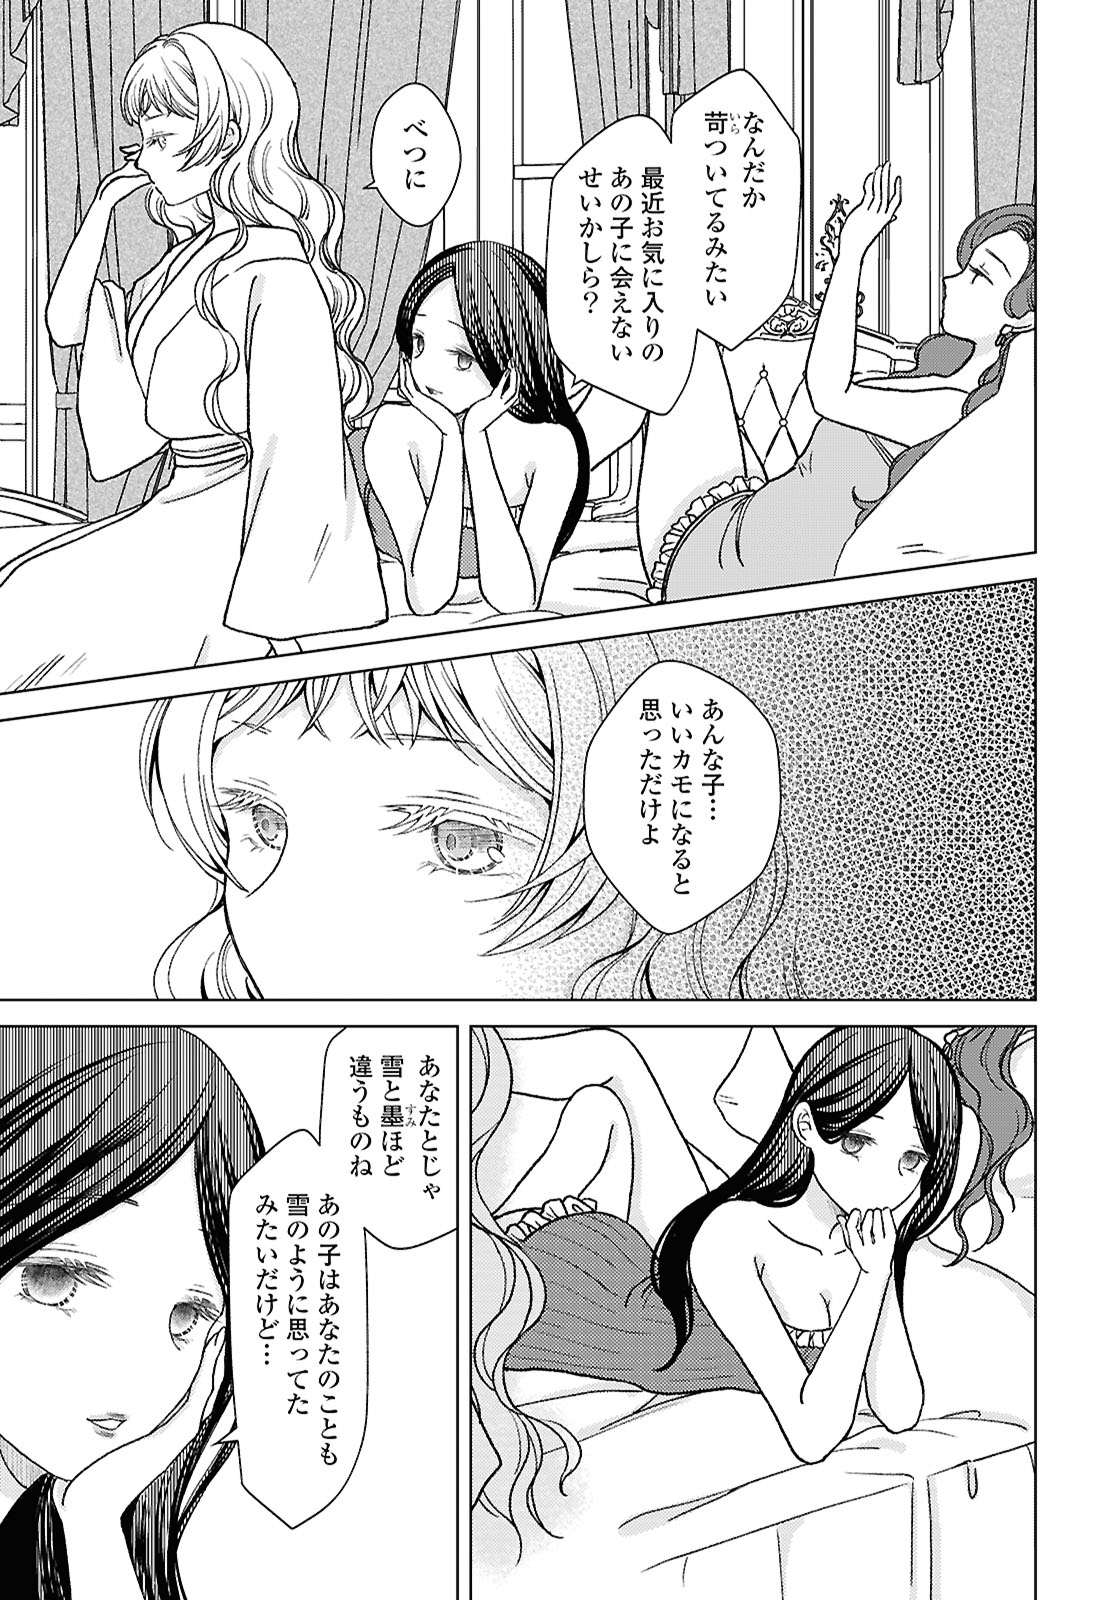 なんだか
苛ついてるみたい
いら
最近お気に入りの
あの子に会えない
せいかしら?
べつに
あんな子…
いいカモになると
思っただけよ
あなたとじゃ
雪と墨ほど
すみ
違うものね
あの子はあなたのことも
雪のように思ってた
みたいだけど…